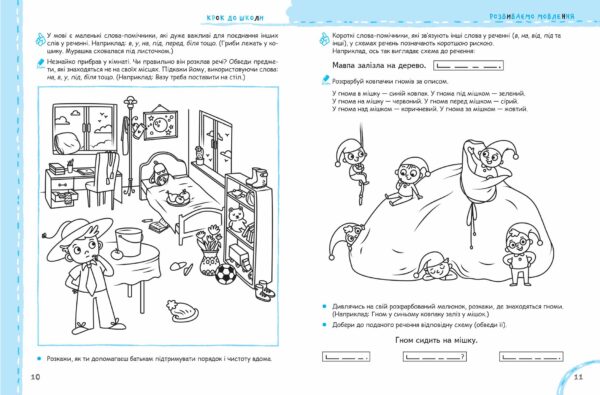 КРОК ДО ШКОЛИ
У мові є маленькі слова-помічники, які дуже важливі для поєднання інших
слів у реченні. Наприклад: в, у, на, під, перед, біля тощо. (Гриби лежать у ко-
шику. Мурашка сховалася під листочком.)
Незнайко прибрав у кімнаті. Чи правильно він розклав речі? Обведи предме-
ти, які знаходяться не на своїх місцях. Підкажи йому, використовуючи слова:
на, в, у, під, біля тощо. (Наприклад: Вазу треба поставити на стіл.)
Розкажи, як ти допомагаєш батькам підтримувати порядок і чистоту вдома.
10
РОЗВИВАЄМО МОВЛЕННЯ
Короткі слова-помічники, які зв'язують інші слова у реченні (в, на, від, під та
інші), у схемах речень позначають короткою рискою.
Наприклад, ось так виглядає схема до речення:
Мавпа залізла на дерево.
Розфарбуй ковпачки гномів за описом.
У гнома в мішку — синій ковпак. У гнома під мішком — зелений.
У гнома на мішку — червоний. У гнома перед мішком — сірий.
У гнома над мішком — коричневий. У гнома за мішком — жовтий.
Дивлячись на свій розфарбований малюнок, розкажи, де знаходяться гноми.
(Наприклад: Гном у синьому ковпаку заліз у мішок.)
Добери до поданого речення відповідну схему (обведи її).
Гном сидить на мішку.
11